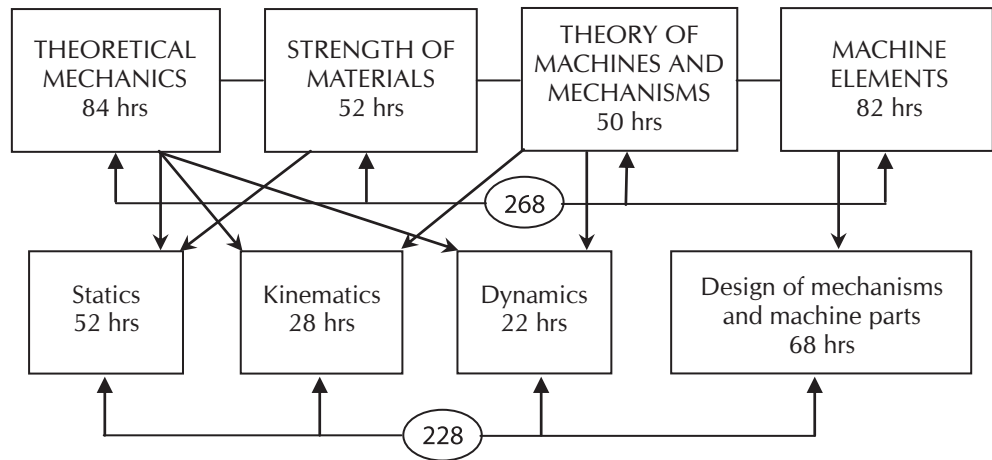 THEORETICAL
MECHANICS
84 hrs
STRENGTH OF
MATERIALS
52 hrs
THEORY OF
MACHINES AND
MECHANISMS
50 hrs
MACHINE
ELEMENTS
82 hrs
268
Statics
52 hrs
Kinematics
28 hrs
Dynamics
22 hrs
Design of mechanisms
and machine parts
68 hrs
228